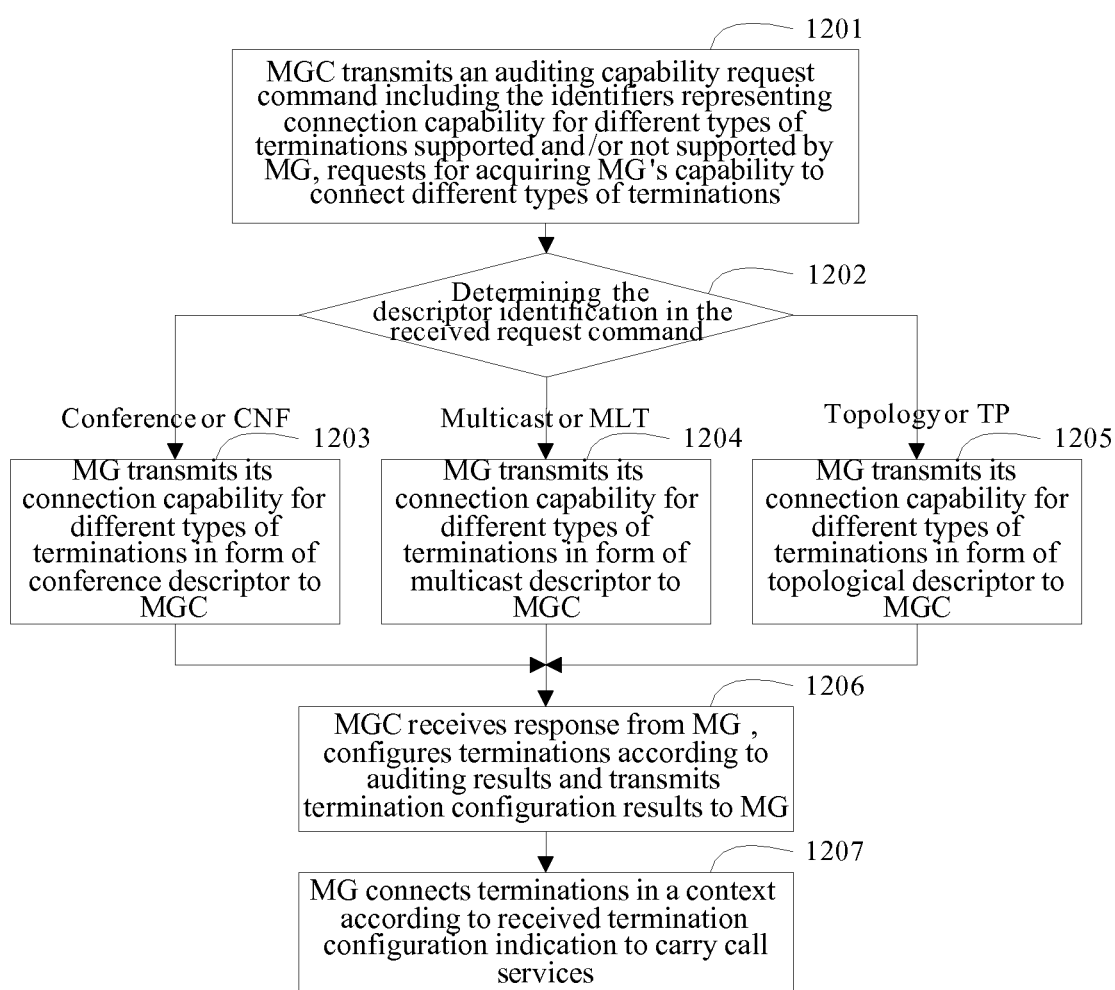 1201
MGC transmits an auditing capability request
command including the identifiers representing
connection capability for different types of
terminations supported and/or not supported by
MG, requests for acquiring MG's capability to
connect different types of terminations
1202
Determining the
descriptor identification in the
received request command
Conference or CNF
1203
MG transmits its
connection capability for
different types of
terminations in form of
conference descriptor to
MGC
Multicast or MLT
1204
MG transmits its
connection capability for
different types of
terminations in form of
multicast descriptor to
MGC
Topology or TP
1205
MG transmits its
connection capability for
different types of
terminations in form of
topological descriptor to
MGC
1206
MGC receives response from MG ,
configures terminations according to
auditing results and transmits
termination configuration results to MG
1207
MG connects terminations in a context
according to received termination
configuration indication to carry call
services